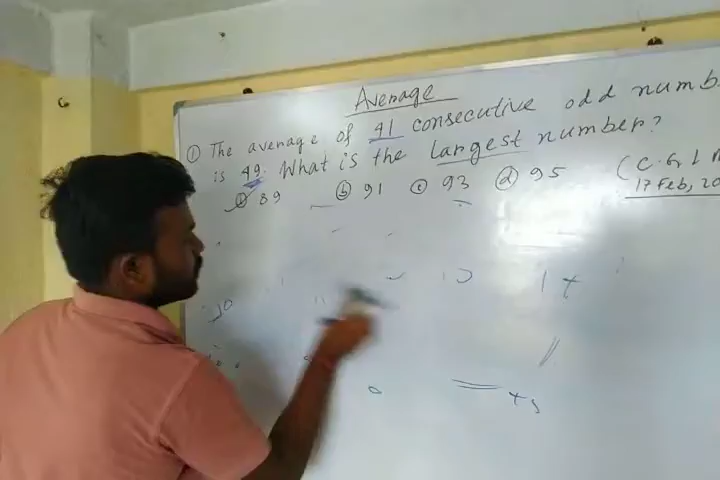 Average
① The average of 41 consecutive odd numb
is 49. What is the largest number?
ⓐ 89 ⓑ 91 ⓒ 93 ⓓ 95 (C.G.L
17 Feb, 20